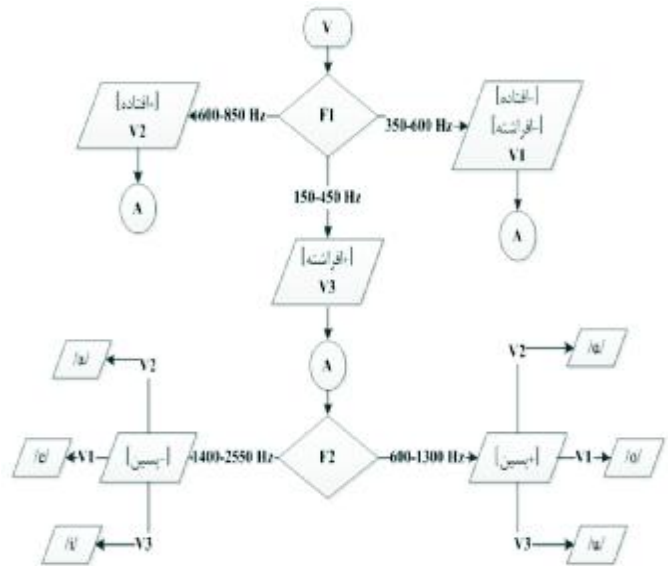 V
F1
600-850 Hz
350-600 Hz
[+افتاده]
V2
[-افتاده]
[-افراشته]
V1
A
A
150-450 Hz
[+افراشته]
V3
A
F2
1400-2550 Hz
600-1300 Hz
[-پسین]
[+پسین]
V2
/a/
V1
/e/
V3
/i/
V2
V1
/o/
V3
/u/